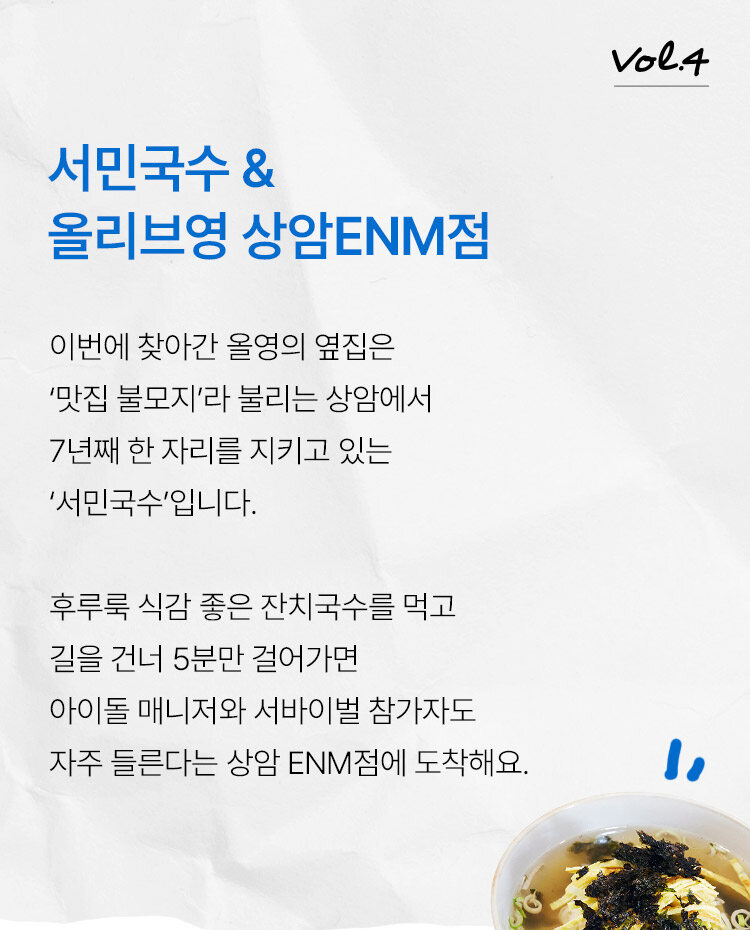 Vol.4
서민국수 &
올리브영 상암ENM점
이번에 찾아간 올영의 옆집은
‘맛집 불모지’라 불리는 상암에서
7년째 한 자리를 지키고 있는
‘서민국수’입니다.
후루룩 식감 좋은 잔치국수를 먹고
길을 건너 5분만 걸어가면
아이돌 매니저와 서바이벌 참가자도
자주 들른다는 상암 ENM점에 도착해요.